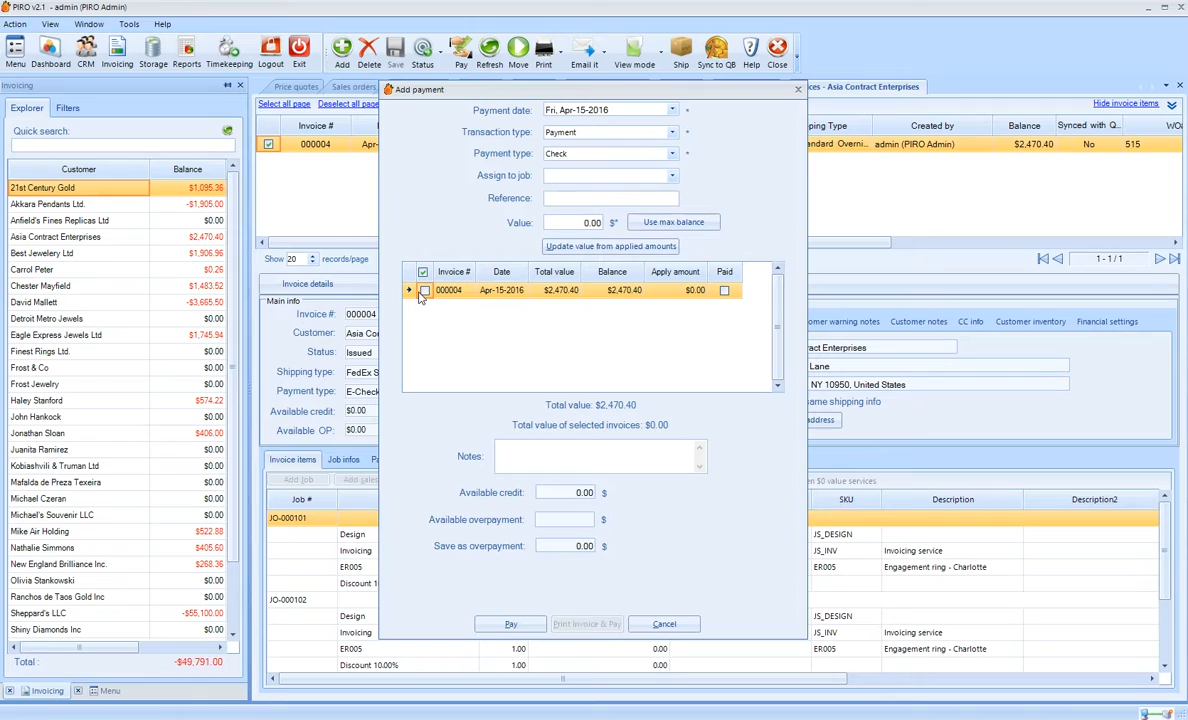 PIRO v2.1 - admin (PIRO Admin)
Action View Window Tools Help
Menu Dashboard CRM Invoicing Storage Reports Timekeeping Logout Exit Add Delete Save Status Pay Refresh Move Print Email it View mode Ship Sync to QB Help Close
Invoicing
Explorer Filters
Quick search:
Customer Balance
21st Century Gold $1,095.36
Akkara Pendants Ltd. -$1,905.00
Anfield's Fines Replicas Ltd $0.00
Asia Contract Enterprises $2,470.40
Best Jewelery Ltd $1,906.96
Carol Peter $0.26
Chester Mayfield $1,483.52
David Mallett -$3,665.50
Detroit Metro Jewels $0.00
Eagle Express Jewels Ltd $1,745.94
Finest Rings Ltd. $0.00
Frost & Co $0.00
Frost Jewelry $0.00
Haley Stanford $574.22
John Hankock $0.00
Jonathan Sloan $406.00
Juanita Ramirez $0.00
Kobiashvili & Truman Ltd $0.00
Mafalda de Preza Texeira $0.00
Michael Czeran $0.00
Michael's Souvenir LLC $0.00
Mike Air Holding $522.88
Nathalie Simmons $405.60
New England Brilliance Inc. $268.36
Olivia Stankowski $0.00
Ranchos de Taos Gold Inc $0.00
Sheppard's LLC -$55,100.00
Shiny Diamonds Inc $0.00
Total : -$49,791.00
Invoicing Menu
Price quotes Sales orders
ces - Asia Contract Enterprises
Select all page Deselect all page
Hide invoice items
Invoice #
ping Type Created by Balance Synced with Q... WO
000004 Apr-
andard Overni... admin (PIRO Admin) $2,470.40 No 515
Show 20 records/page
1 - 1 / 1
Invoice details
Main info
Invoice #: 000004
Customer: Asia Co
Status: Issued
Shipping type: FedEx S
Payment type: E-Check
Available credit: $0.00
Available OP: $0.00
omer warning notes Customer notes CC info Customer inventory Financial settings
ract Enterprises
Lane
NY 10950, United States
same shipping info
address
Invoice items Job infos Pa
Add Job Add sales
en $0 value services
Job # SKU Description Description2
JO-000101
Design JS_DESIGN
Invoicing JS_INV Invoicing service
ER005 ER005 Engagement ring - Charlotte
Discount 10
JO-000102
Design JS_DESIGN
Invoicing JS_INV Invoicing service
ER005 1.00 0.00 ER005 Engagement ring - Charlotte
Discount 10.00% 1.00 0.00
Add payment
Payment date: Fri, Apr-15-2016 *
Transaction type: Payment *
Payment type: Check *
Assign to job:
Reference:
Value: 0.00 $* Use max balance
Update value from applied amounts
Invoice # Date Total value Balance Apply amount Paid
000004 Apr-15-2016 $2,470.40 $2,470.40 $0.00
Total value: $2,470.40
Total value of selected invoices: $0.00
Notes:
Available credit: 0.00 $
Available overpayment: $
Save as overpayment: 0.00 $
Pay Print Invoice & Pay Cancel